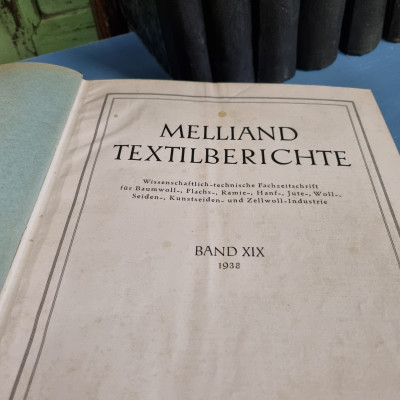 MELLIAND
TEXTILBERICHTE
Wissenschaftlich-technische Fachzeitschrift
für Baumwoll-, Flachs-, Ramie-, Hanf-, Jute-, Woll-,
Seiden-, Kunstseiden- und Zellwoll-Industrie
BAND XIX
1938